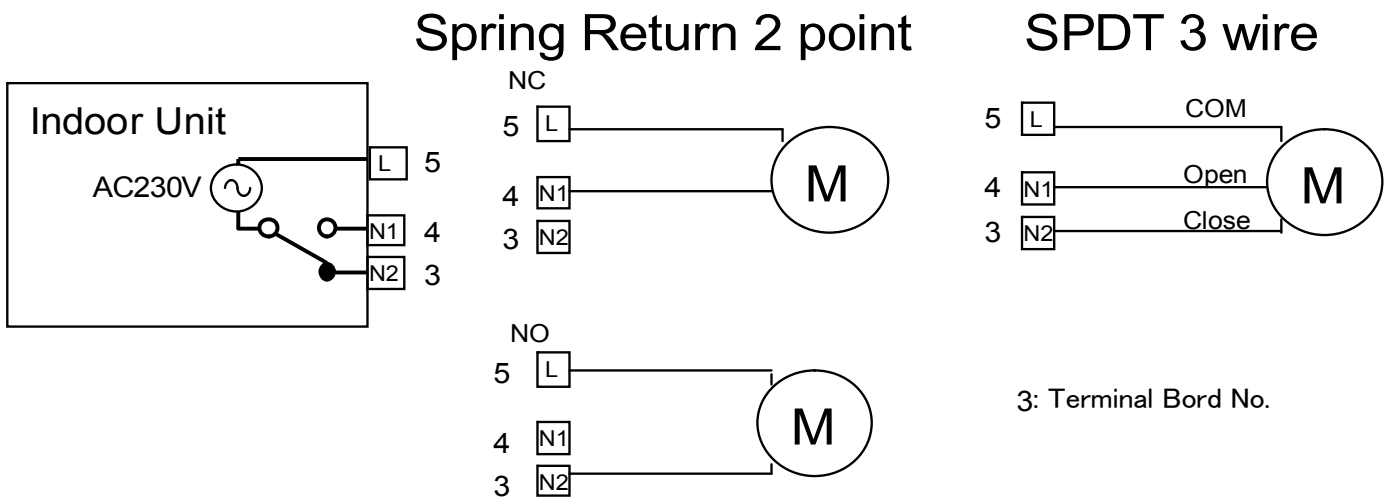 Spring Return 2 point
SPDT 3 wire
Indoor Unit
AC230V
L 5
N1 4
N2 3
NC
5 L
4 N1
3 N2
M
NO
5 L
4 N1
3 N2
M
5 L COM
4 N1 Open
3 N2 Close
M
3: Terminal Bord No.